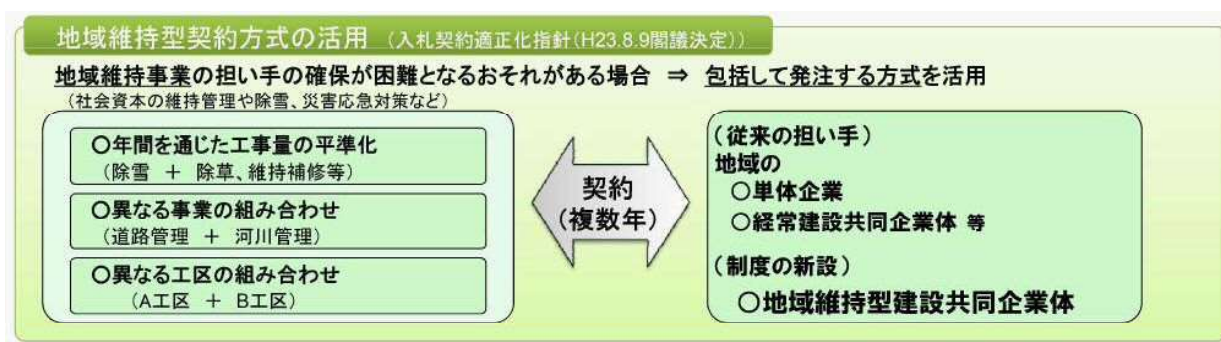 地域維持型契約方式の活用 （入札契約適正化指針(H23.8.9閣議決定)）
地域維持事業の担い手の確保が困難となるおそれがある場合 ⇒ 包括して発注する方式を活用
（社会資本の維持管理や除雪、災害応急対策など）
○年間を通じた工事量の平準化
（除雪 ＋ 除草、維持補修等）
○異なる事業の組み合わせ
（道路管理 ＋ 河川管理）
○異なる工区の組み合わせ
（A工区 ＋ B工区）
契約
（複数年）
（従来の担い手）
地域の
○単体企業
○経常建設共同企業体 等
（制度の新設）
○地域維持型建設共同企業体